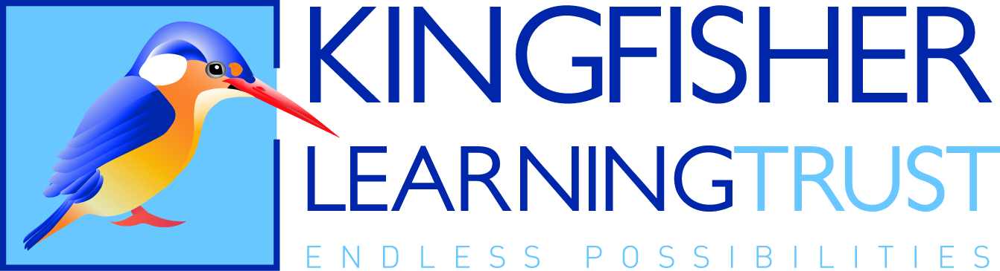 KINGFISHER
LEARNINGTRUST
ENDLESS POSSIBILITIES